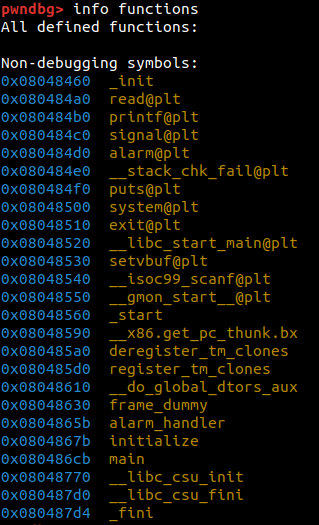 pwndbg> info functions
All defined functions:

Non-debugging symbols:
0x08048460  _init
0x080484a0  read@plt
0x080484b0  printf@plt
0x080484c0  signal@plt
0x080484d0  alarm@plt
0x080484e0  __stack_chk_fail@plt
0x080484f0  puts@plt
0x08048500  system@plt
0x08048510  exit@plt
0x08048520  __libc_start_main@plt
0x08048530  setvbuf@plt
0x08048540  __isoc99_scanf@plt
0x08048550  __gmon_start__@plt
0x08048560  _start
0x08048590  __x86.get_pc_thunk.bx
0x080485a0  deregister_tm_clones
0x080485d0  register_tm_clones
0x08048610  __do_global_dtors_aux
0x08048630  frame_dummy
0x0804865b  alarm_handler
0x0804867b  initialize
0x080486cb  main
0x08048770  __libc_csu_init
0x080487d0  __libc_csu_fini
0x080487d4  _fini